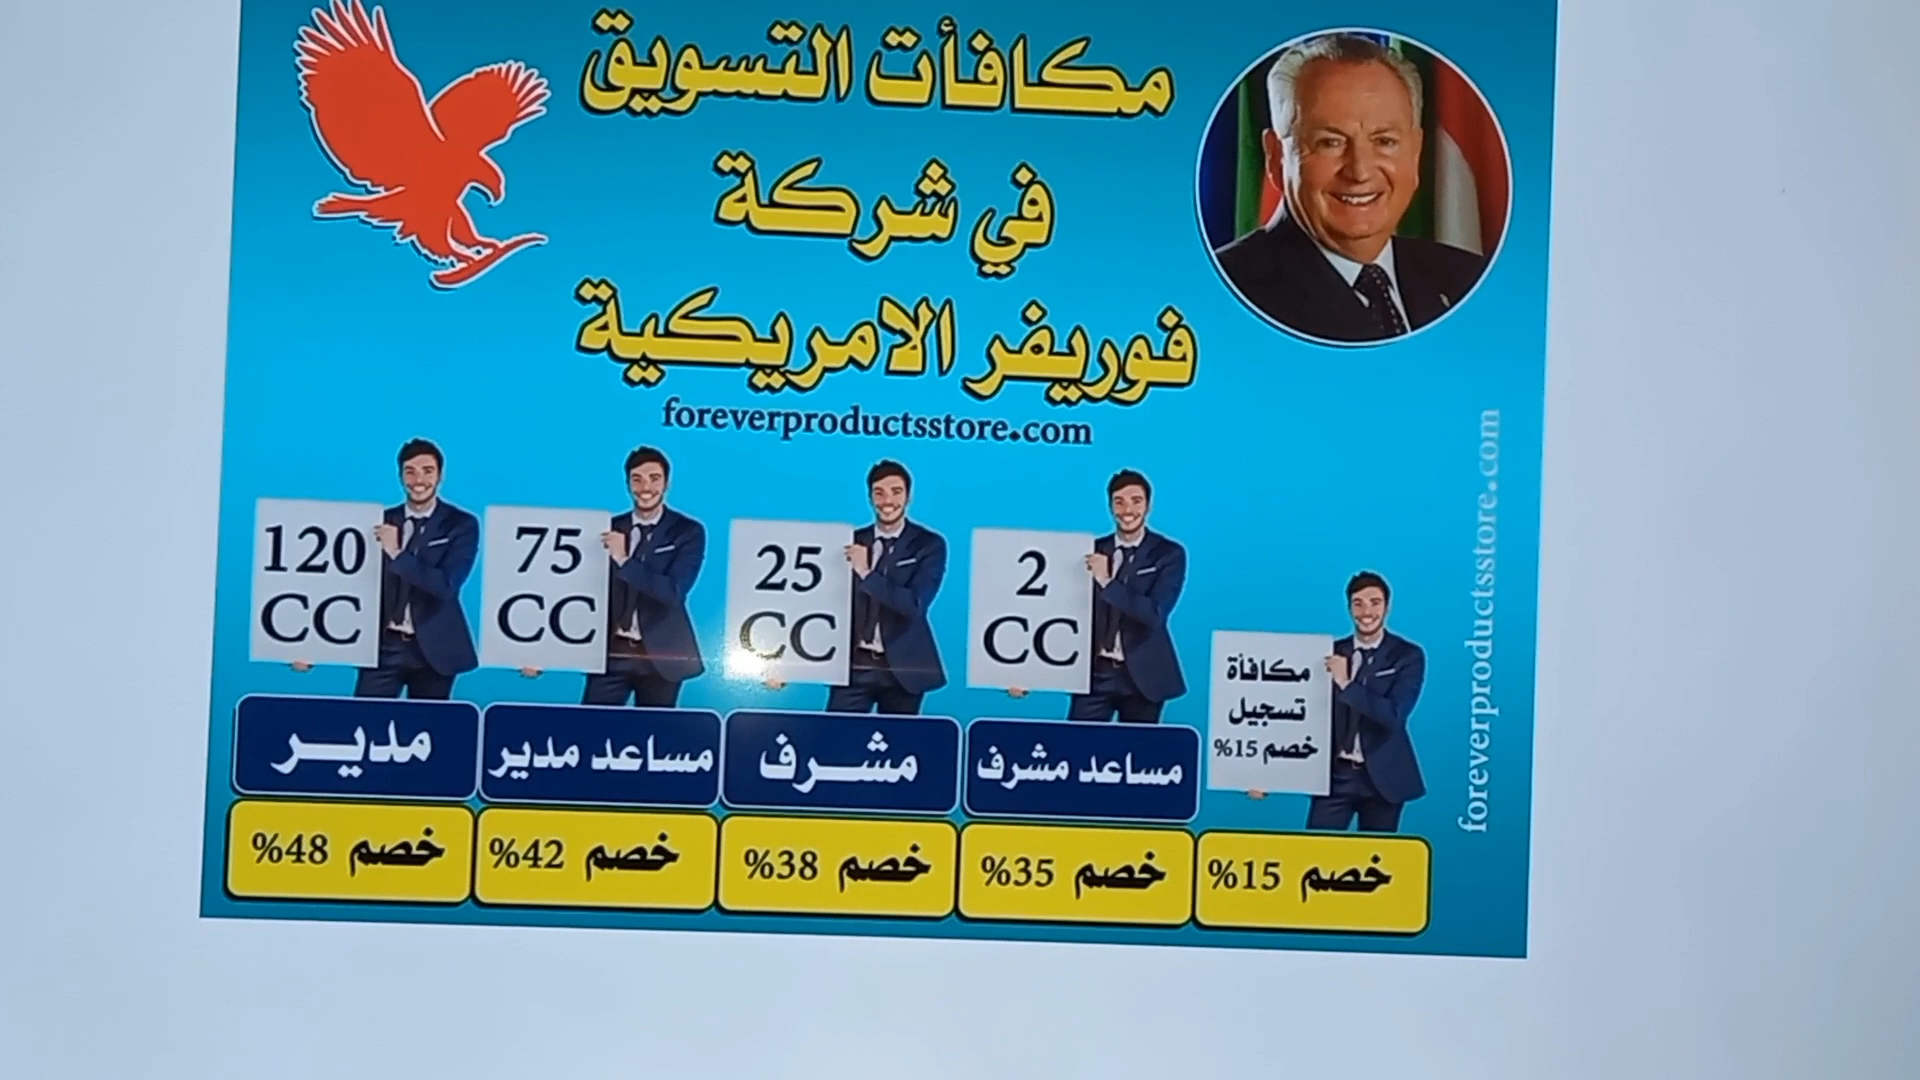 مكافأت التسويق
في شركة
فوريفر الامريكية
foreverproductsstore.com
مكافأة
تسجيل
خصم 15%
2
CC
25
CC
75
CC
120
CC
مساعد مشرف
مشرف
مساعد مدير
مدير
خصم 15%
خصم 35%
خصم 38%
خصم 42%
خصم 48%
foreverproductsstore.com